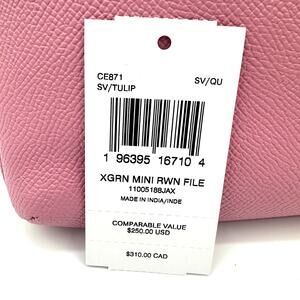 CE871 SV/QU
SV/TULIP
1 96395 16710 4
XGRN MINI RWN FILE
11005188JAX
MADE IN INDIA/INDE
COMPARABLE VALUE
$250.00 USD
$310.00 CAD